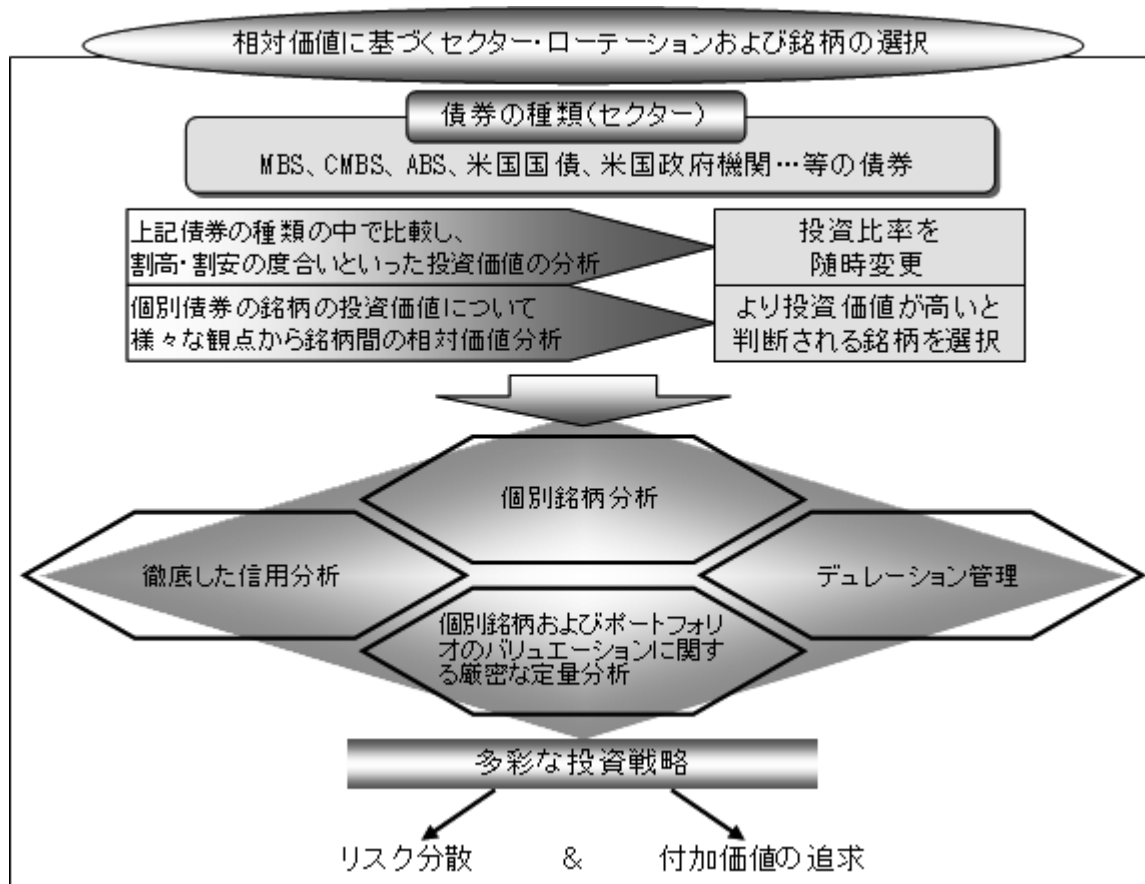 相対価値に基づくセクター・ローテーションおよび銘柄の選択
債券の種類(セクター)
MBS、CMBS、ABS、米国国債、米国政府機関…等の債券
上記債券の種類の中で比較し、
割高・割安の度合いといった投資価値の分析
投資比率を
随時変更
個別債券の銘柄の投資価値について
様々な観点から銘柄間の相対価値分析
より投資価値が高いと
判断される銘柄を選択
個別銘柄分析
徹底した信用分析
デュレーション管理
個別銘柄およびポートフォリ
オのバリュエーションに関す
る厳密な定量分析
多彩な投資戦略
リスク分散 & 付加価値の追求